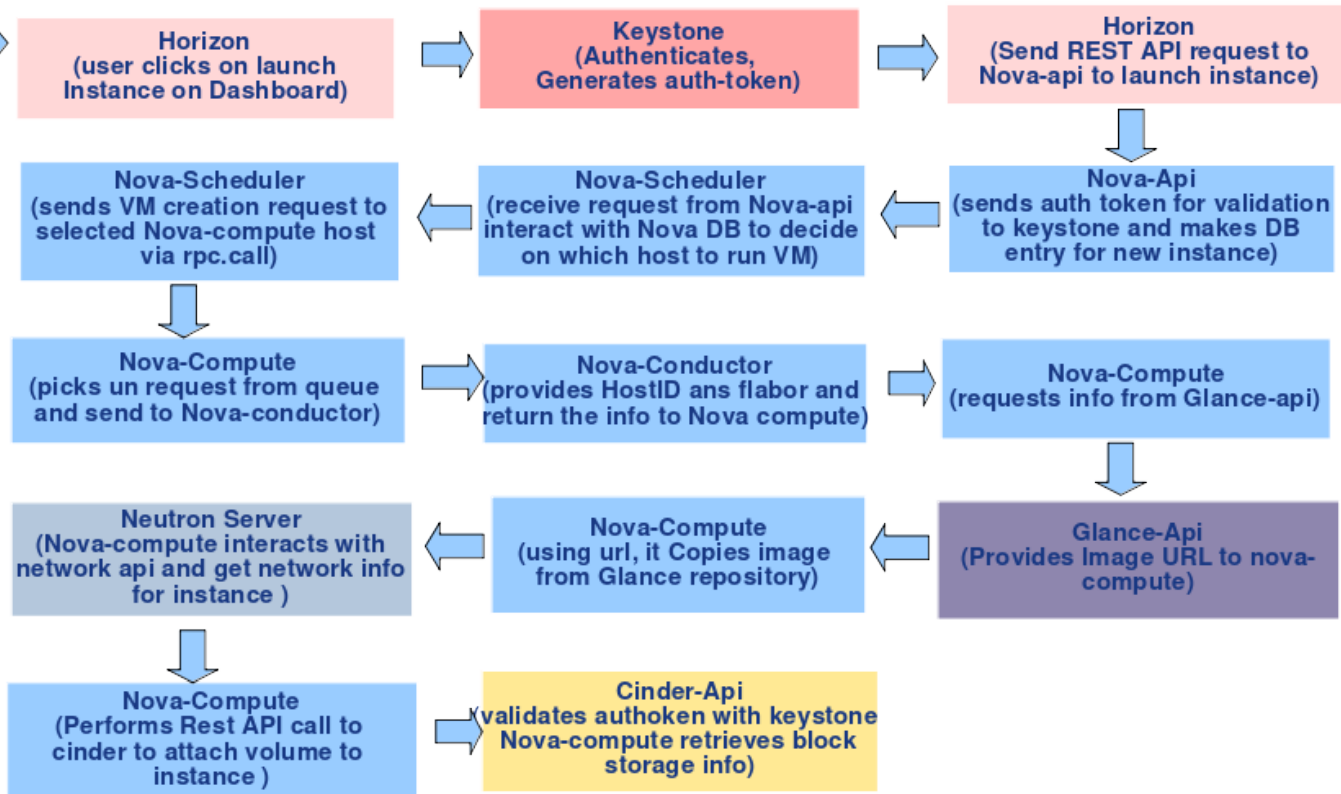 Horizon
(user clicks on launch
Instance on Dashboard)
Keystone
(Authenticates,
Generates auth-token)
Horizon
(Send REST API request to
Nova-api to launch instance)
Nova-Api
(sends auth token for validation
to keystone and makes DB
entry for new instance)
Nova-Scheduler
(receive request from Nova-api
interact with Nova DB to decide
on which host to run VM)
Nova-Scheduler
(sends VM creation request to
selected Nova-compute host
via rpc.call)
Nova-Compute
(picks un request from queue
and send to Nova-conductor)
Nova-Conductor
(provides HostID ans flabor and
return the info to Nova compute)
Nova-Compute
(requests info from Glance-api)
Glance-Api
(Provides Image URL to nova-
compute)
Nova-Compute
(using url, it Copies image
from Glance repository)
Neutron Server
(Nova-compute interacts with
network api and get network info
for instance )
Nova-Compute
(Performs Rest API call to
cinder to attach volume to
instance )
Cinder-Api
(validates authoken with keystone
Nova-compute retrieves block
storage info)